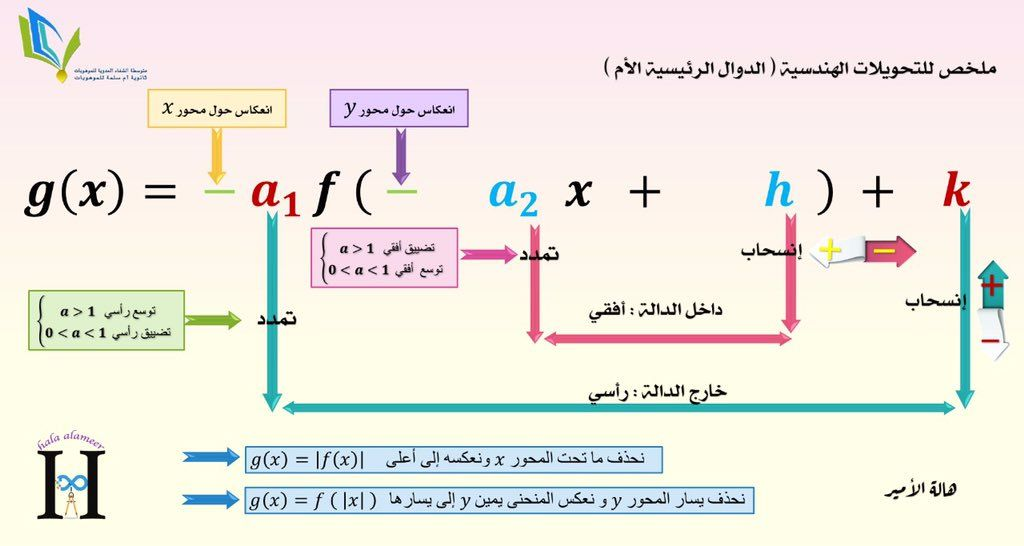 متوسطة الشفاء العدوية للموهوبات
ثانوية أم سلمة للموهوبات
ملخص للتحويلات الهندسية ( الدوال الرئيسية الأم )
انعكاس حول محور x
انعكاس حول محور y
g(x) = − a₁ f ( − a₂ x + h ) + k
تضييق أفقي a > 1
توسع أفقي 0 < a < 1
تمدد
إنسحاب
+ −
إنسحاب
+
−
توسع رأسي a > 1
تضييق رأسي 0 < a < 1
تمدد
داخل الدالة : أفقي
خارج الدالة : رأسي
g(x) = |f(x)| نحذف ما تحت المحور x ونعكسه إلى أعلى
g(x) = f ( |x| ) نحذف يسار المحور y و نعكس المنحنى يمين y إلى يسارها
hala alameer
H
هالة الأمير